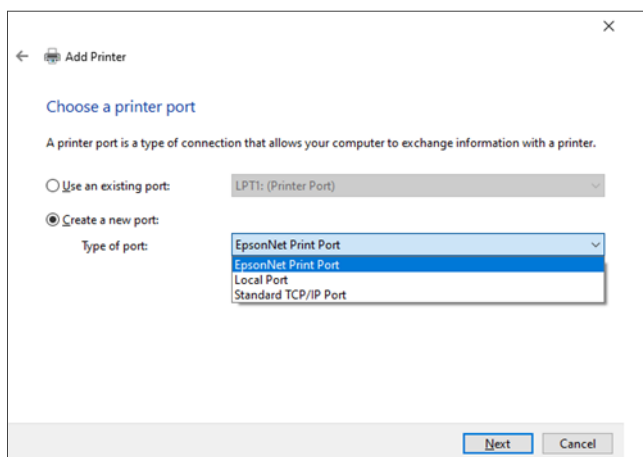 Add Printer
Choose a printer port
A printer port is a type of connection that allows your computer to exchange information with a printer.
Use an existing port:
LPT1: (Printer Port)
Create a new port:
Type of port:
EpsonNet Print Port
EpsonNet Print Port
Local Port
Standard TCP/IP Port
Next
Cancel